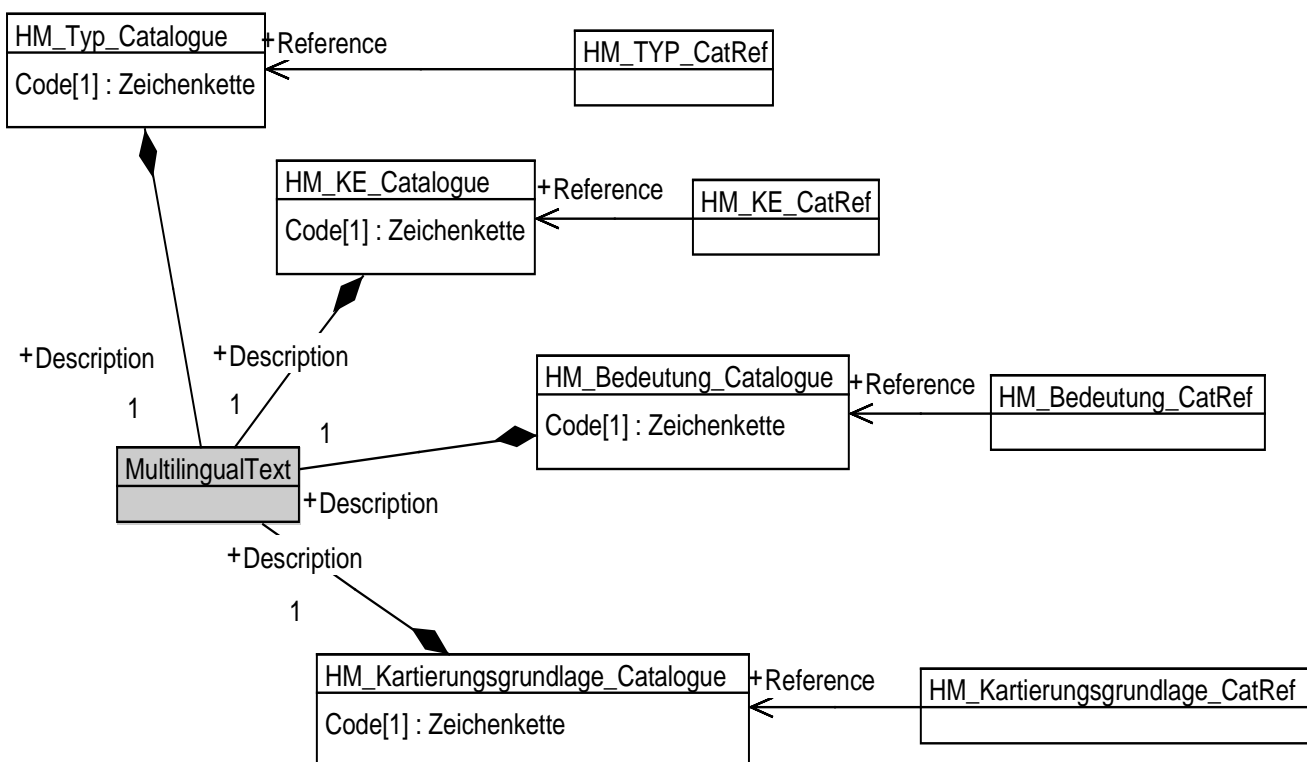 HM_Typ_Catalogue
+Reference
HM_TYP_CatRef
Code[1] : Zeichenkette
HM_KE_Catalogue
+Reference
HM_KE_CatRef
Code[1] : Zeichenkette
+Description
+Description
1
1
HM_Bedeutung_Catalogue
+Reference
HM_Bedeutung_CatRef
Code[1] : Zeichenkette
1
MultilingualText
+Description
+Description
1
HM_Kartierungsgrundlage_Catalogue
+Reference
HM_Kartierungsgrundlage_CatRef
Code[1] : Zeichenkette